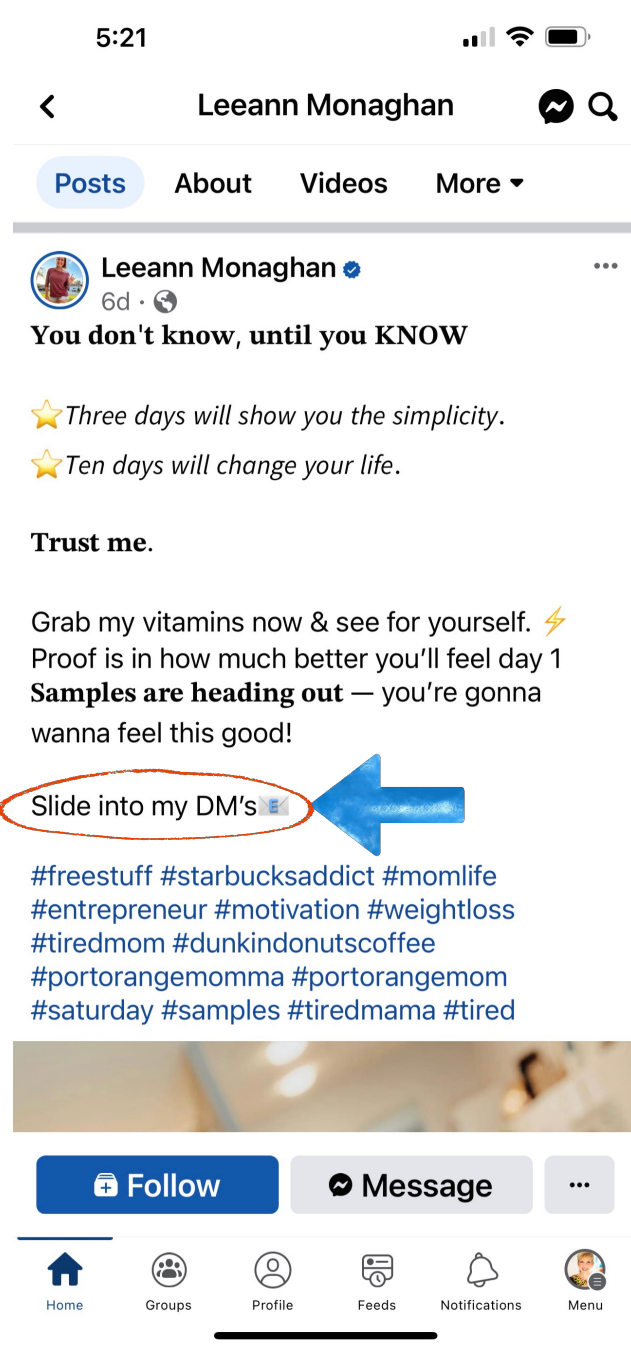 5:21
Leeann Monaghan
Posts About Videos More
Leeann Monaghan
6d ·
You don't know, until you KNOW
⭐Three days will show you the simplicity.
⭐Ten days will change your life.
Trust me.
Grab my vitamins now & see for yourself. ⚡
Proof is in how much better you'll feel day 1
Samples are heading out — you're gonna
wanna feel this good!
Slide into my DM's📧
#freestuff #starbucksaddict #momlife
#entrepreneur #motivation #weightloss
#tiredmom #dunkindonutscoffee
#portorangemomma #portorangemom
#saturday #samples #tiredmama #tired
Follow Message
Home Groups Profile Feeds Notifications Menu